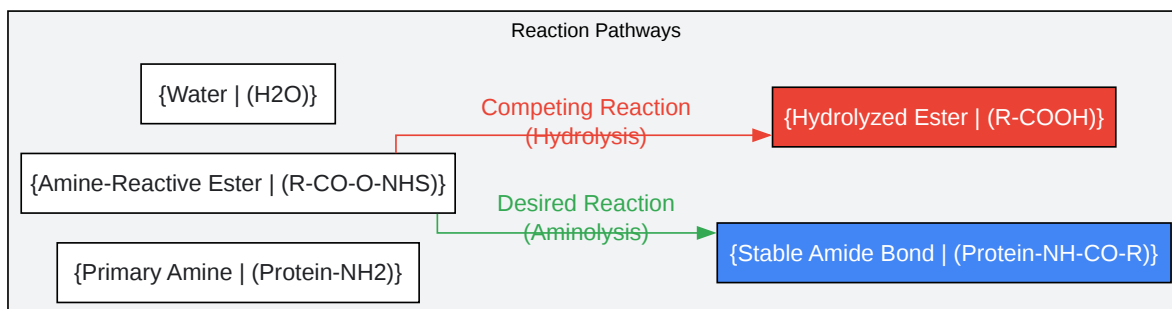 Reaction Pathways
{Water | (H2O)}
Competing Reaction
(Hydrolysis)
{Hydrolyzed Ester | (R-COOH)}
{Amine-Reactive Ester | (R-CO-O-NHS)}
Desired Reaction
(Aminolysis)
{Stable Amide Bond | (Protein-NH-CO-R)}
{Primary Amine | (Protein-NH2)}